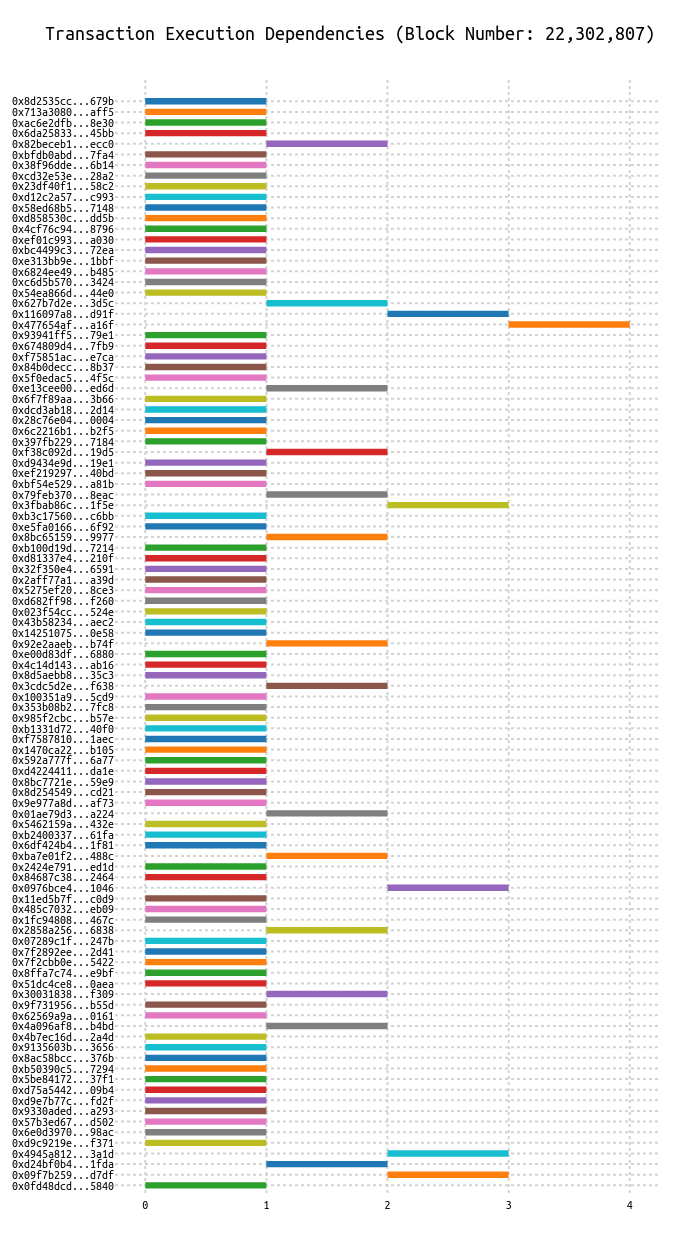 Transaction Execution Dependencies (Block Number: 22,302,807)
0x8d2535cc...679b
0x713a3080...aff5
0xac6e2dfb...8e30
0x6da25833...45bb
0x82beceb1...ecc0
0xbfdb0abd...7fa4
0x38f96dde...6b14
0xcd32e53e...28a2
0x23df40f1...58c2
0xd12c2a57...c993
0x58ed68b5...7148
0xd858530c...dd5b
0x4cf76c94...8796
0xef01c993...a030
0xbc4499c3...72ea
0xe313bb9e...1bbf
0x6824ee49...b485
0xc6d5b570...3424
0x54ea866d...44e0
0x627b7d2e...3d5c
0x116097a8...d91f
0x477654af...a16f
0x93941ff5...79e1
0x674809d4...7fb9
0xf75851ac...e7ca
0x84b0decc...8b37
0x5f0edac5...4f5c
0xe13cee00...ed6d
0x6f7f89aa...3b66
0xdcd3ab18...2d14
0x28c76e04...0004
0x6c2216b1...b2f5
0x397fb229...7184
0xf38c092d...19d5
0xd9434e9d...19e1
0xef219297...40bd
0xbf54e529...a81b
0x79feb370...8eac
0x3fbab86c...1f5e
0xb3c17560...c6bb
0xe5fa0166...6f92
0x8bc65159...9977
0xb100d19d...7214
0xd81337e4...210f
0x32f350e4...6591
0x2aff77a1...a39d
0x5275ef20...8ce3
0xd682ff98...f260
0x023f54cc...524e
0x43b58234...aec2
0x14251075...0e58
0x92e2aaeb...b74f
0xe00d83df...6880
0x4c14d143...ab16
0x8d5aebb8...35c3
0x3cdc5d2e...f638
0x100351a9...5cd9
0x353b08b2...7fc8
0x985f2cbc...b57e
0xb1331d72...40f0
0xf7587810...1aec
0x1470ca22...b105
0x592a777f...6a77
0xd4224411...da1e
0x8bc7721e...59e9
0x8d254549...cd21
0x9e977a8d...af73
0x01ae79d3...a224
0x5462159a...432e
0xb2400337...61fa
0x6df424b4...1f81
0xba7e01f2...488c
0x2424e791...ed1d
0x84687c38...2464
0x0976bce4...1046
0x11ed5b7f...c0d9
0x485c7032...eb09
0x1fc94808...467c
0x2858a256...6838
0x07289c1f...247b
0x7f2892ee...2d41
0x7f2cbb0e...5422
0x8ffa7c74...e9bf
0x51dc4ce8...0aea
0x30031838...f309
0x9f731956...b55d
0x62569a9a...0161
0x4a096af8...b4bd
0x4b7ec16d...2a4d
0x9135603b...3656
0x8ac58bcc...376b
0xb50390c5...7294
0x5be84172...37f1
0xd75a5442...09b4
0xd9e7b77c...fd2f
0x9330aded...a293
0x57b3ed67...d502
0x6e0d3970...98ac
0xd9c9219e...f371
0x4945a812...3a1d
0xd24bf0b4...1fda
0x09f7b259...d7df
0x0fd48dcd...5840
0 1 2 3 4